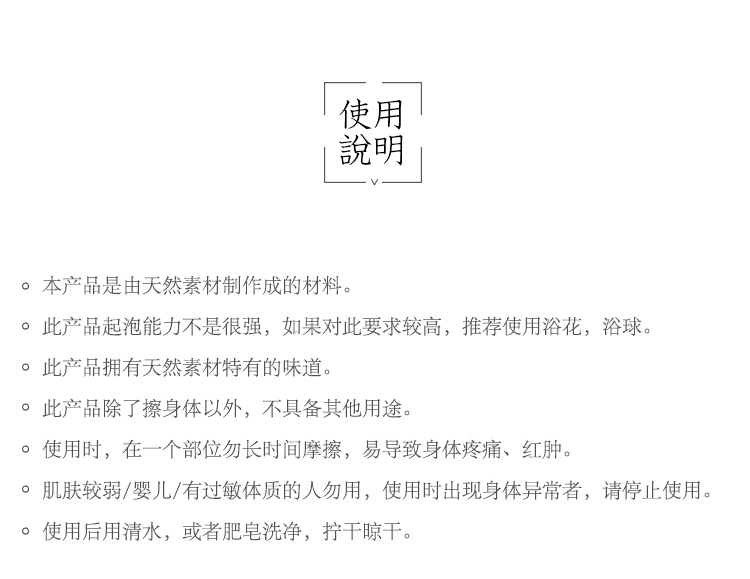 使用
說明
本产品是由天然素材制作成的材料。
此产品起泡能力不是很强，如果对此要求较高，推荐使用浴花，浴球。
此产品拥有天然素材特有的味道。
此产品除了擦身体以外，不具备其他用途。
使用时，在一个部位勿长时间摩擦，易导致身体疼痛、红肿。
肌肤较弱/婴儿/有过敏体质的人勿用，使用时出现身体异常者，请停止使用。
使用后用清水，或者肥皂洗净，拧干晾干。